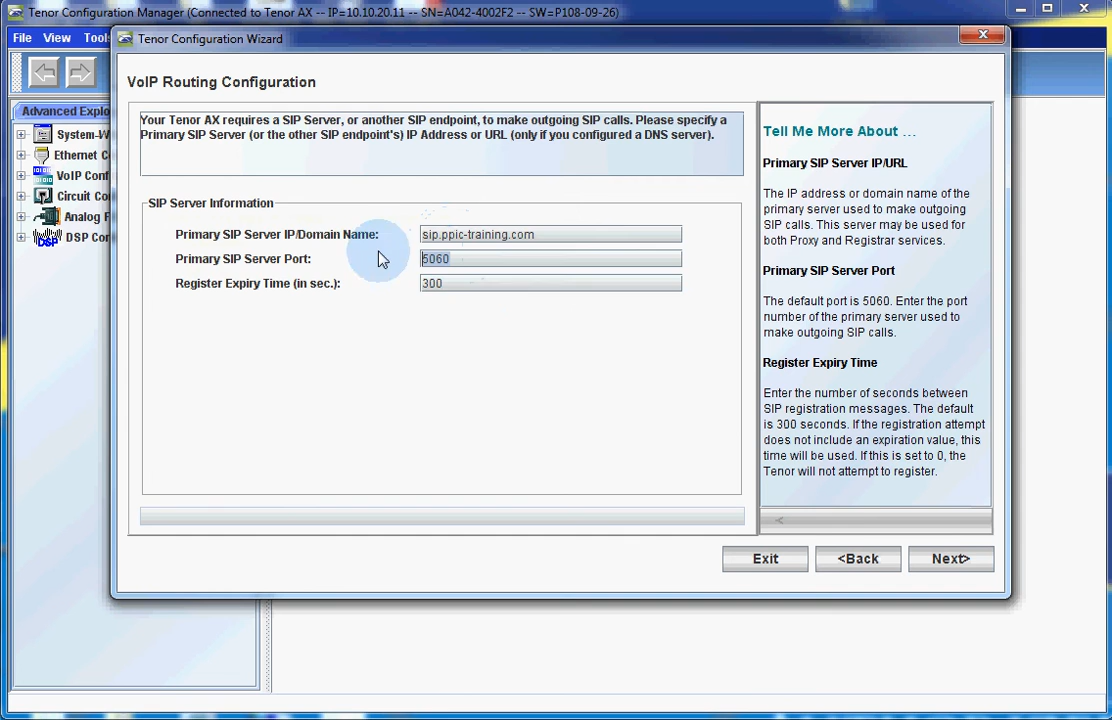 Tenor Configuration Manager (Connected to Tenor AX -- IP=10.10.20.11 -- SN=A042-4002F2 -- SW=P108-09-26)
File View Tools
Tenor Configuration Wizard
Advanced Explo
System-W
Ethernet C
VoIP Conf
Circuit Co
Analog
DSP Con
DSP
VoIP Routing Configuration
Your Tenor AX requires a SIP Server, or another SIP endpoint, to make outgoing SIP calls. Please specify a
Primary SIP Server (or the other SIP endpoint's) IP Address or URL (only if you configured a DNS server).
SIP Server Information
Primary SIP Server IP/Domain Name: sip.ppic-training.com
Primary SIP Server Port: 5060
Register Expiry Time (in sec.): 300
Tell Me More About ...
Primary SIP Server IP/URL
The IP address or domain name of the
primary server used to make outgoing
SIP calls. This server may be used for
both Proxy and Registrar services.
Primary SIP Server Port
The default port is 5060. Enter the port
number of the primary server used to
make outgoing SIP calls.
Register Expiry Time
Enter the number of seconds between
SIP registration messages. The default
is 300 seconds. If the registration attempt
does not include an expiration value, this
time will be used. If this is set to 0, the
Tenor will not attempt to register.
Exit <Back Next>